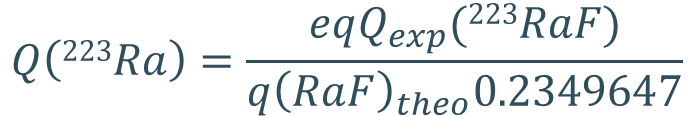 Q(²²³Ra) = eqQ_exp(²²³RaF) / q(RaF)_theo 0.2349647